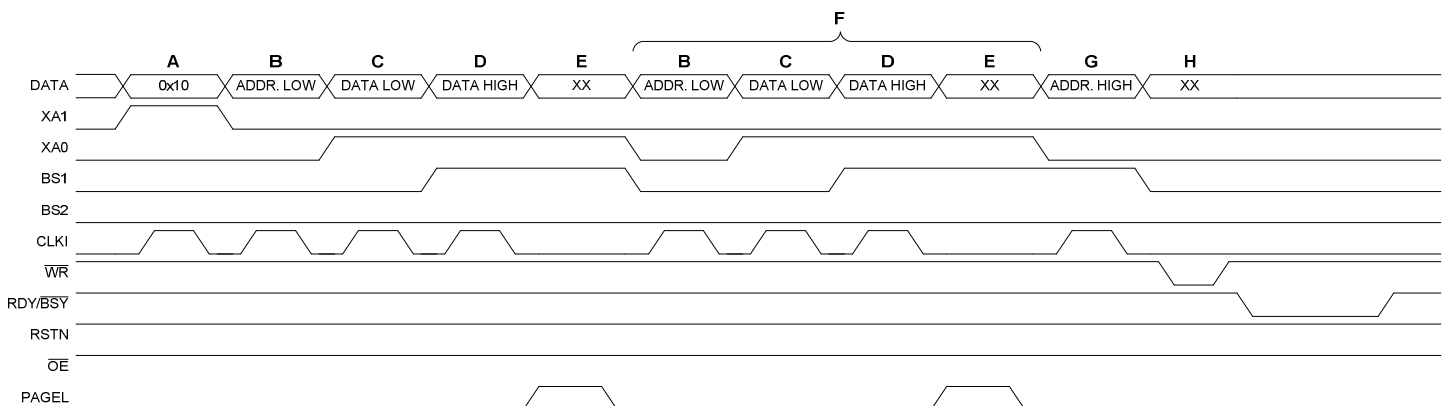 F
A B C D E B C D E G H
DATA 0x10 ADDR. LOW DATA LOW DATA HIGH XX ADDR. LOW DATA LOW DATA HIGH XX ADDR. HIGH XX
XA1
XA0
BS1
BS2
CLKI
WR
RDY/BSY
RSTN
OE
PAGEL